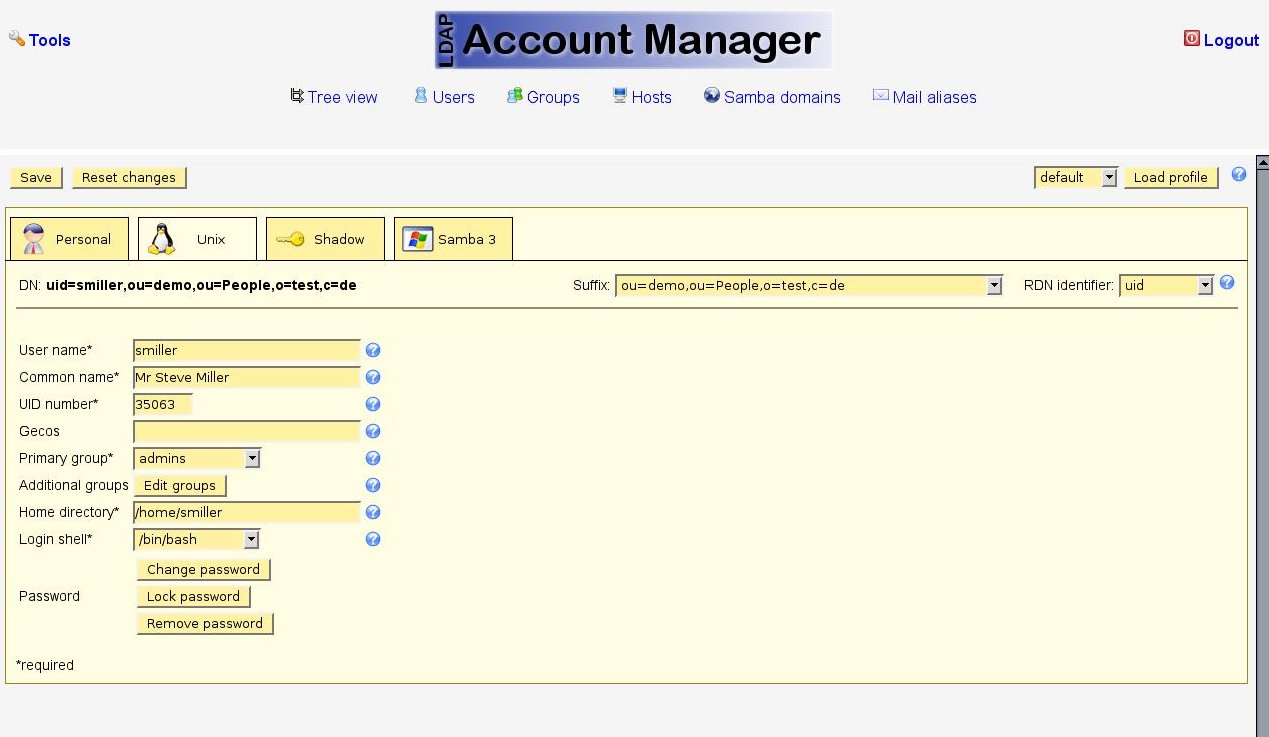 Tools
LDAP Account Manager
Logout
Tree view Users Groups Hosts Samba domains Mail aliases
Save Reset changes default Load profile
Personal Unix Shadow Samba 3
DN: uid=smiller,ou=demo,ou=People,o=test,c=de Suffix: ou=demo,ou=People,o=test,c=de RDN identifier: uid
User name* smiller
Common name* Mr Steve Miller
UID number* 35063
Gecos
Primary group* admins
Additional groups Edit groups
Home directory* /home/smiller
Login shell* /bin/bash
Change password
Password Lock password
Remove password
*required